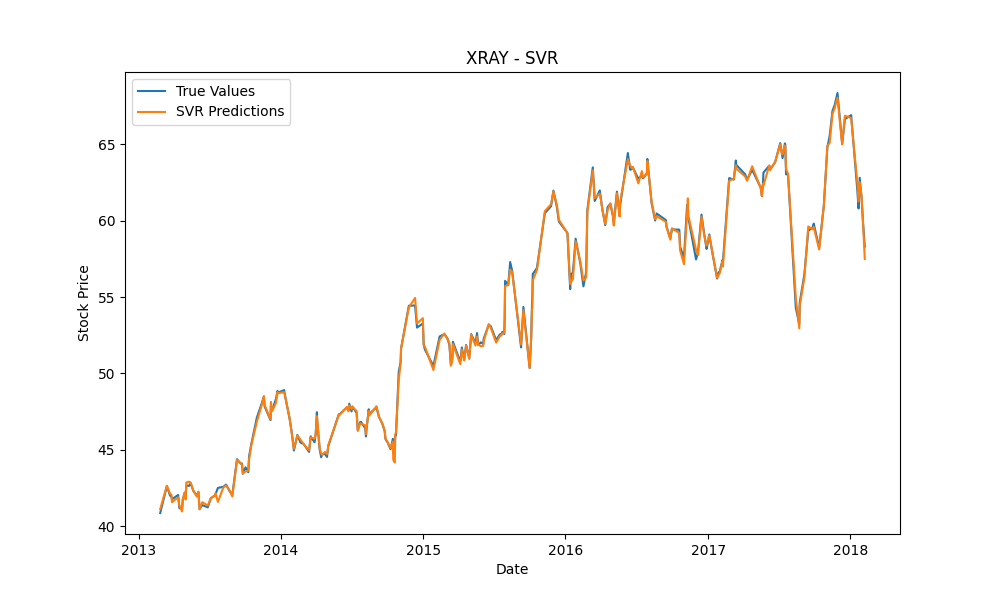 XRAY - SVR
True Values
SVR Predictions
65
60
55
50
45
40
Stock Price
2013 2014 2015 2016 2017 2018
Date